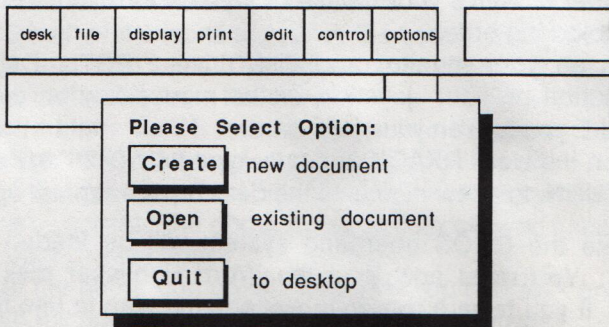 desk file display print edit control options
Please Select Option:
Create new document
Open existing document
Quit to desktop